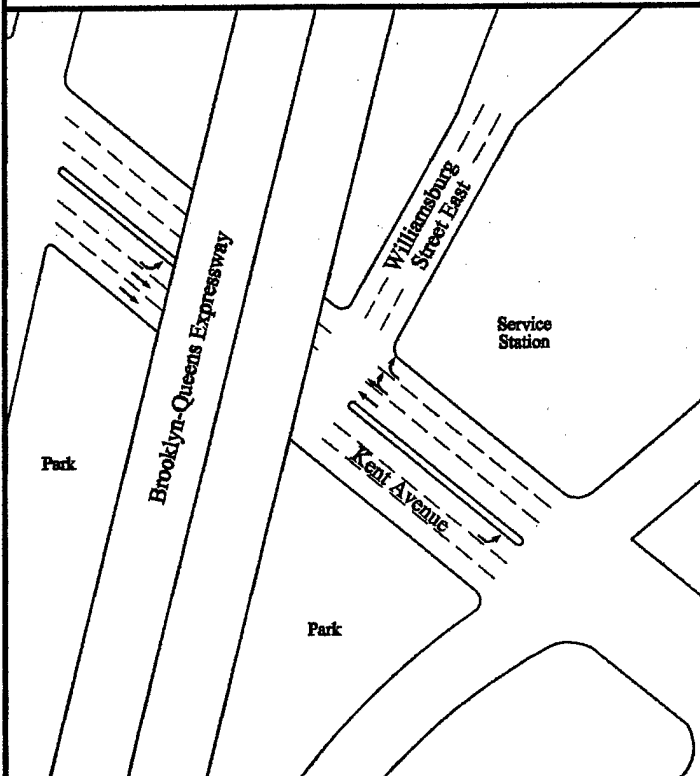 Williamsburg
Street East
Brooklyn-Queens Expressway
Service
Station
Park
Kent Avenue
Park